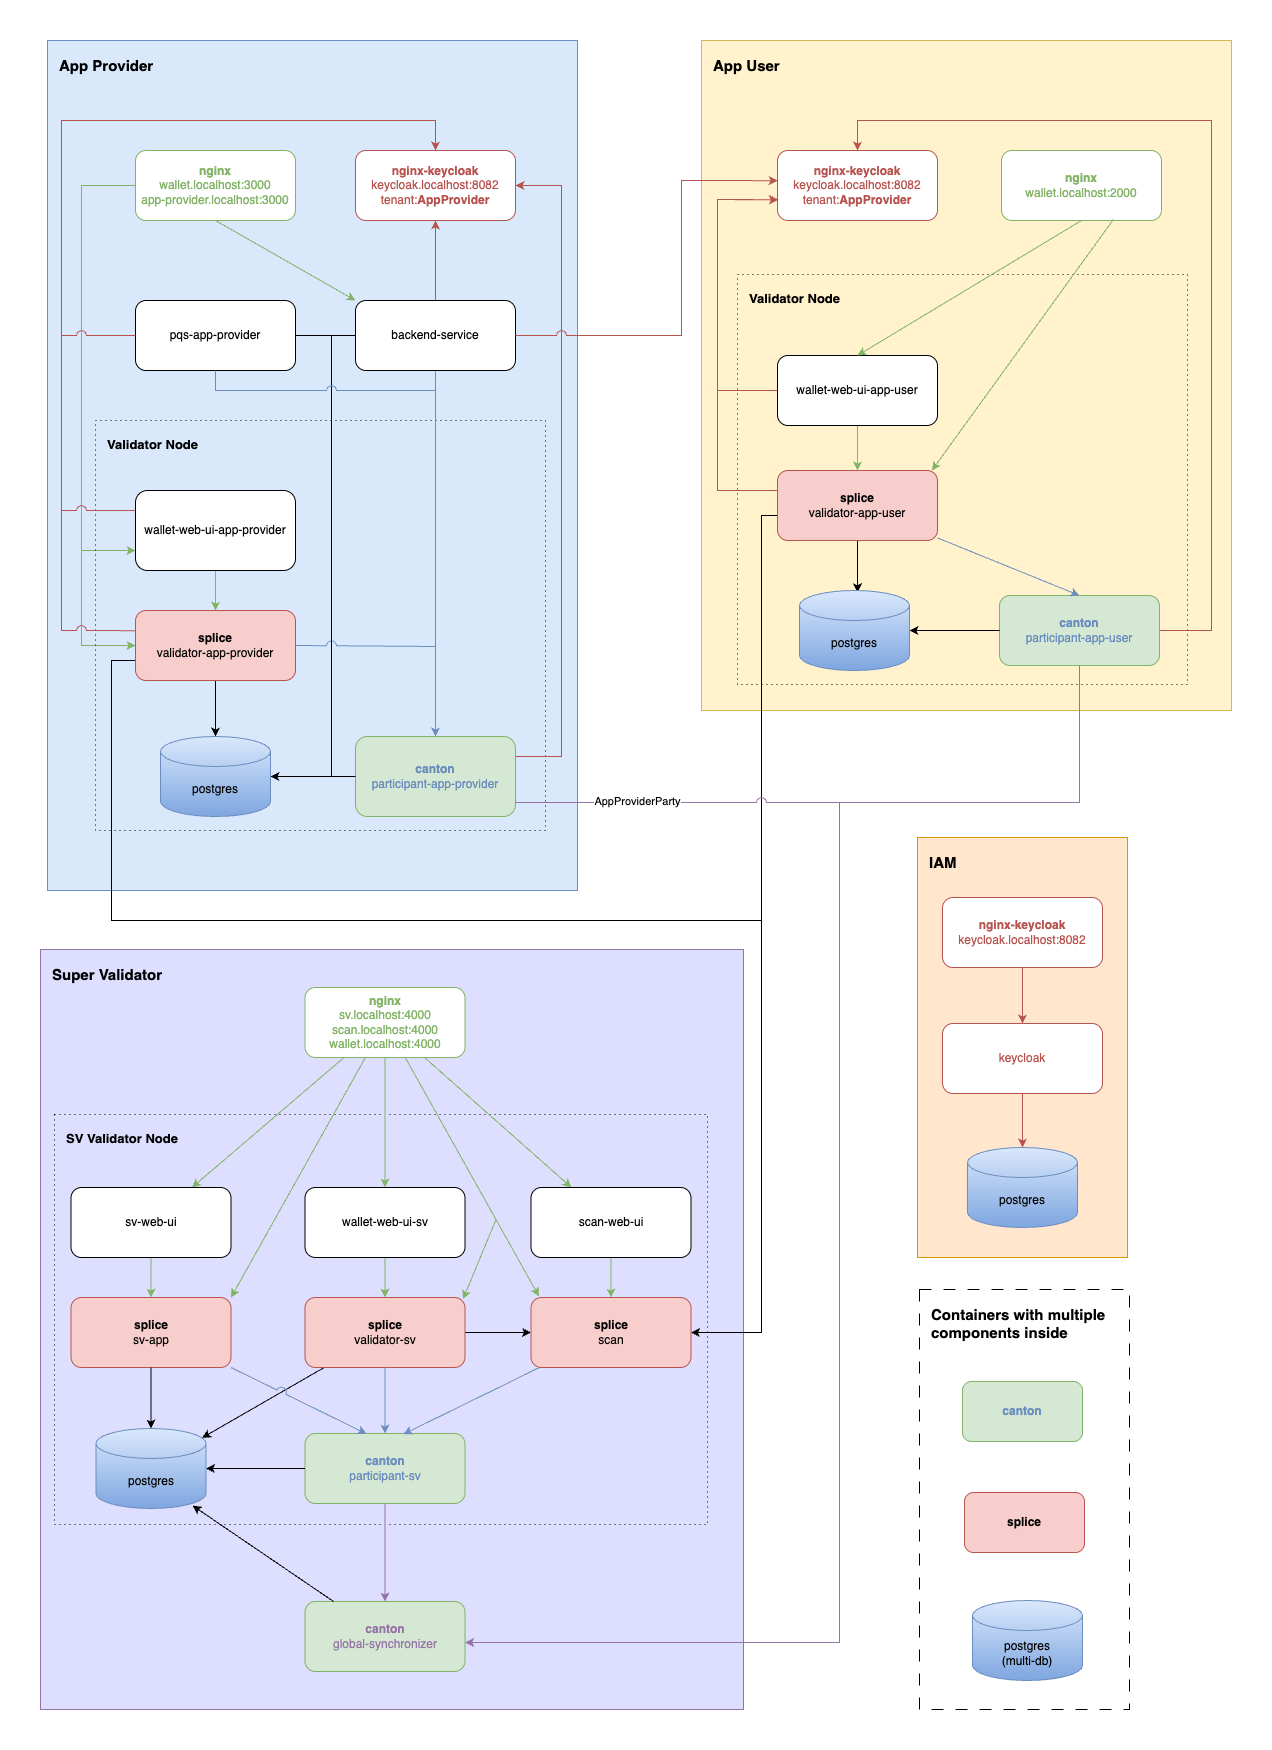 App Provider
nginx
wallet.localhost:3000
app-provider.localhost:3000
nginx-keycloak
keycloak.localhost:8082
tenant:AppProvider
pqs-app-provider
backend-service
Validator Node
wallet-web-ui-app-provider
splice
validator-app-provider
postgres
canton
participant-app-provider
App User
nginx-keycloak
keycloak.localhost:8082
tenant:AppProvider
nginx
wallet.localhost:2000
Validator Node
wallet-web-ui-app-user
splice
validator-app-user
postgres
canton
participant-app-user
AppProviderParty
IAM
nginx-keycloak
keycloak.localhost:8082
keycloak
postgres
Super Validator
nginx
sv.localhost:4000
scan.localhost:4000
wallet.localhost:4000
SV Validator Node
sv-web-ui
wallet-web-ui-sv
scan-web-ui
splice
sv-app
splice
validator-sv
splice
scan
postgres
canton
participant-sv
canton
global-synchronizer
Containers with multiple
components inside
canton
splice
postgres
(multi-db)